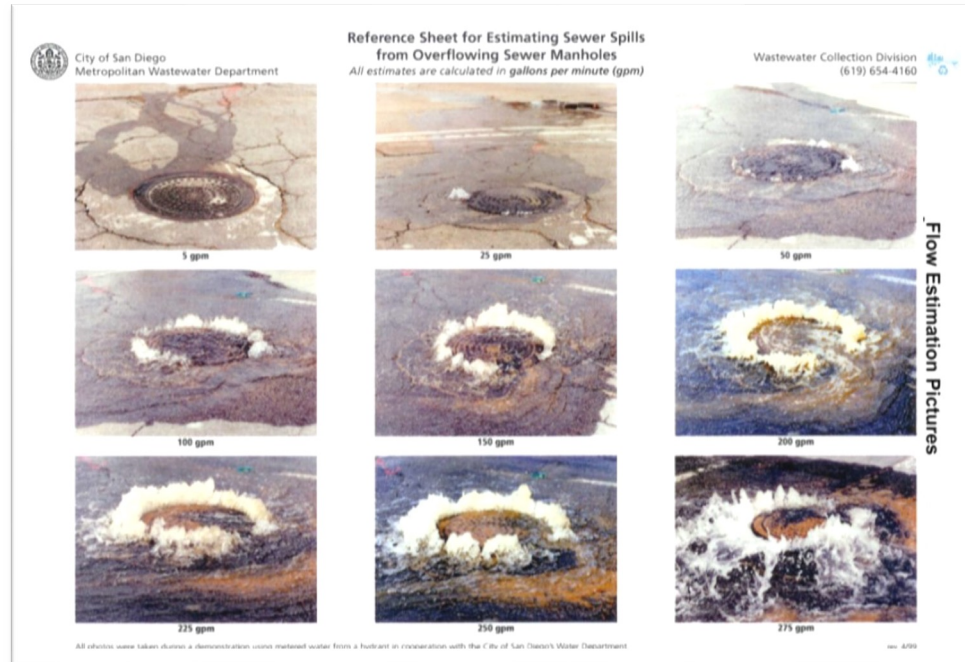 Reference Sheet for Estimating Sewer Spills
from Overflowing Sewer Manholes
All estimates are calculated in gallons per minute (gpm)
City of San Diego
Metropolitan Wastewater Department
Wastewater Collection Division
(619) 654-4160
5 gpm
25 gpm
50 gpm
100 gpm
150 gpm
200 gpm
225 gpm
250 gpm
275 gpm
Flow Estimation Pictures
All photos were taken during a demonstration using metered water from a hydrant in cooperation with the City of San Diego's Water Department.
rev. 4/99